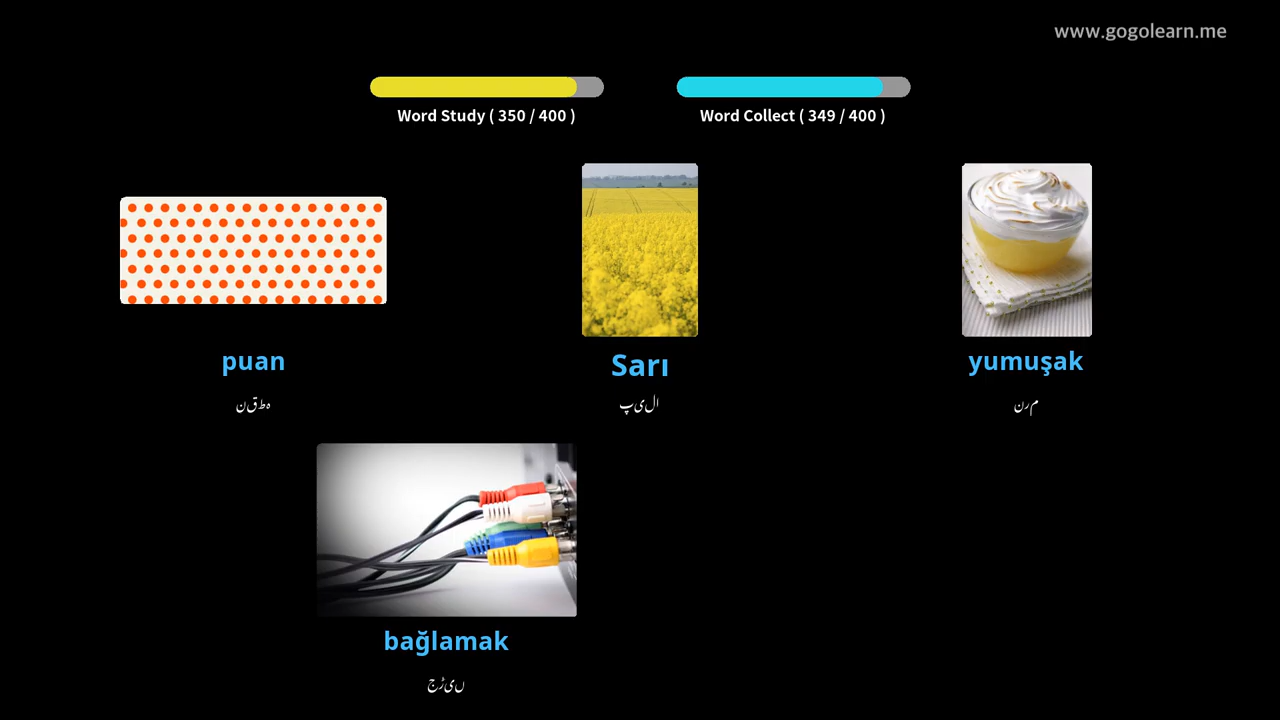 www.gogolearn.me
Word Study ( 350 / 400 )
Word Collect ( 349 / 400 )
puan
ہطقن
Sarı
الیپ
yumuşak
مرن
bağlamak
ںیڑج